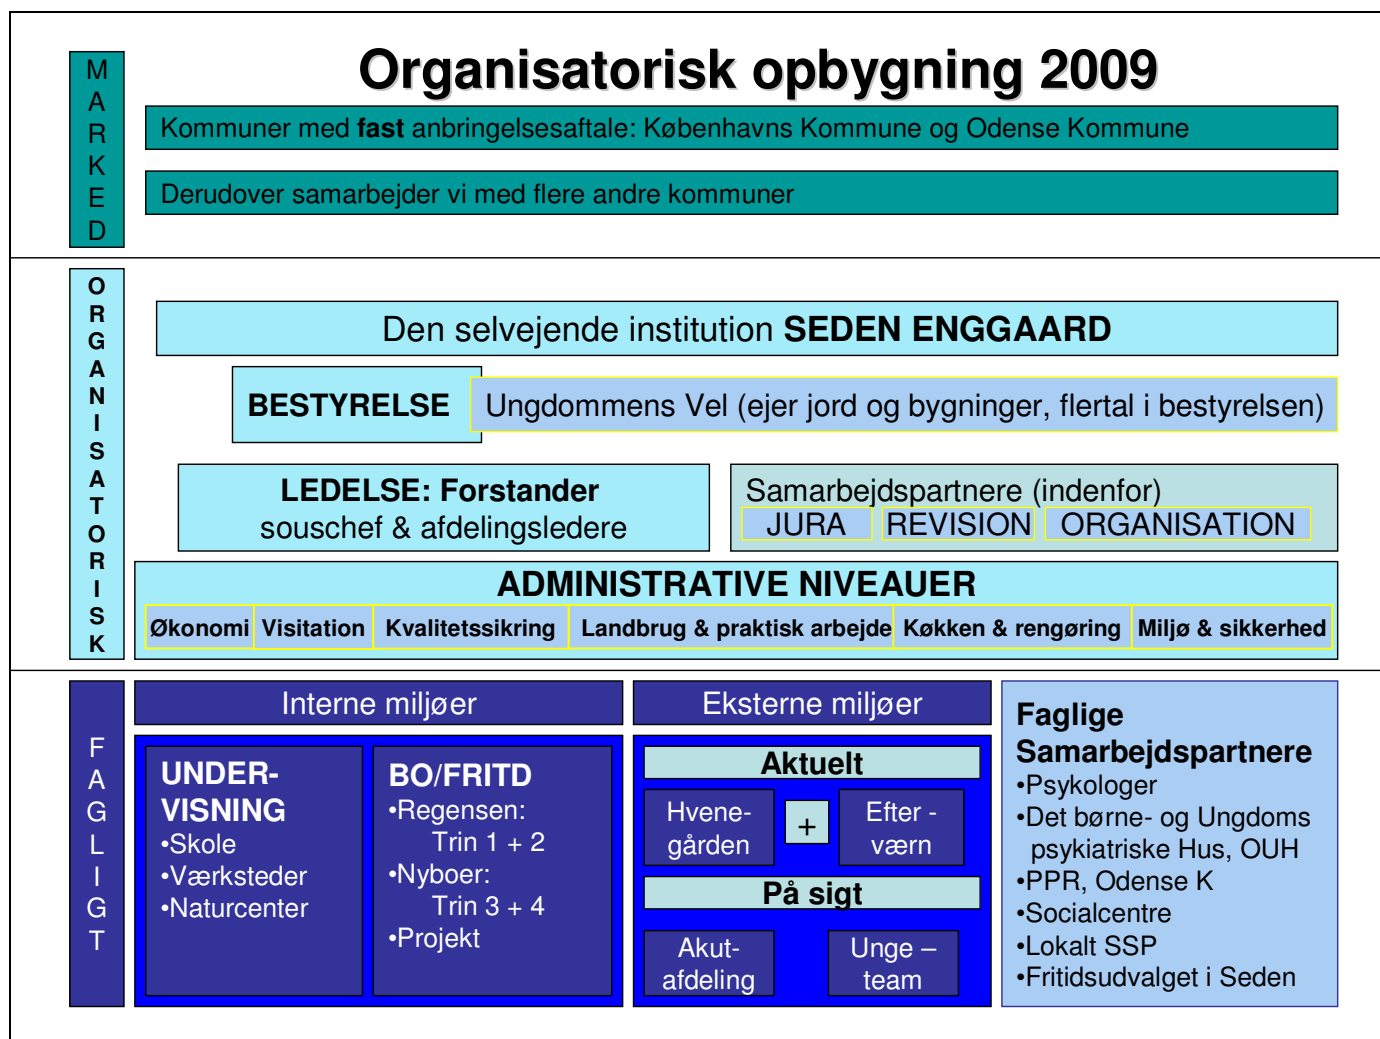 Organisatorisk opbygning 2009
MARKED
Kommuner med fast anbringelsesaftale: Københavns Kommune og Odense Kommune
Derudover samarbejder vi med flere andre kommuner
ORGANISATORISK
Den selvejende institution SEDEN ENGGAARD
BESTYRELSE
Ungdommens Vel (ejer jord og bygninger, flertal i bestyrelsen)
LEDELSE: Forstander
souschef & afdelingsledere
Samarbejdspartnere (indenfor)
JURA REVISION ORGANISATION
ADMINISTRATIVE NIVEAUER
Økonomi Visitation Kvalitetssikring Landbrug & praktisk arbejde Køkken & rengøring Miljø & sikkerhed
FAGLIGT
Interne miljøer
UNDER-
VISNING
•Skole
•Værksteder
•Naturcenter
BO/FRITD
•Regensen:
Trin 1 + 2
•Nyboer:
Trin 3 + 4
•Projekt
Eksterne miljøer
Aktuelt
Hvene-
gården
+
Efter -
værn
På sigt
Akut-
afdeling
Unge –
team
Faglige
Samarbejdspartnere
•Psykologer
•Det børne- og Ungdoms
psykiatriske Hus, OUH
•PPR, Odense K
•Socialcentre
•Lokalt SSP
•Fritidsudvalget i Seden